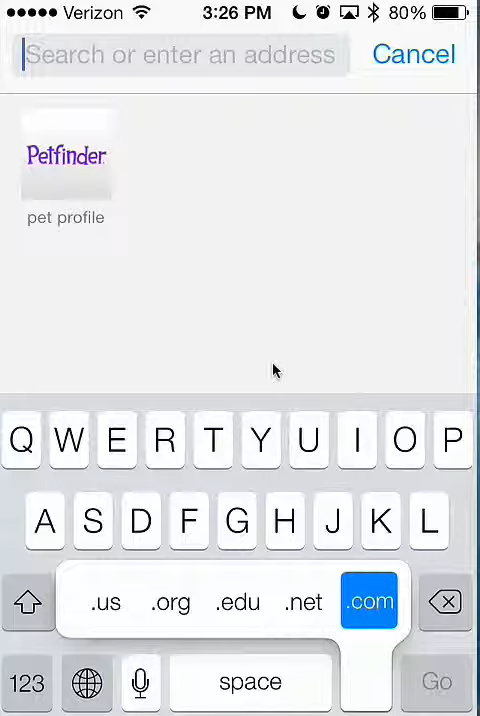 Verizon 3:26 PM 80%
Search or enter an address Cancel
Petfinder
pet profile
Q W E R T Y U I O P
A S D F G H J K L
.us .org .edu .net .com
123 space Go